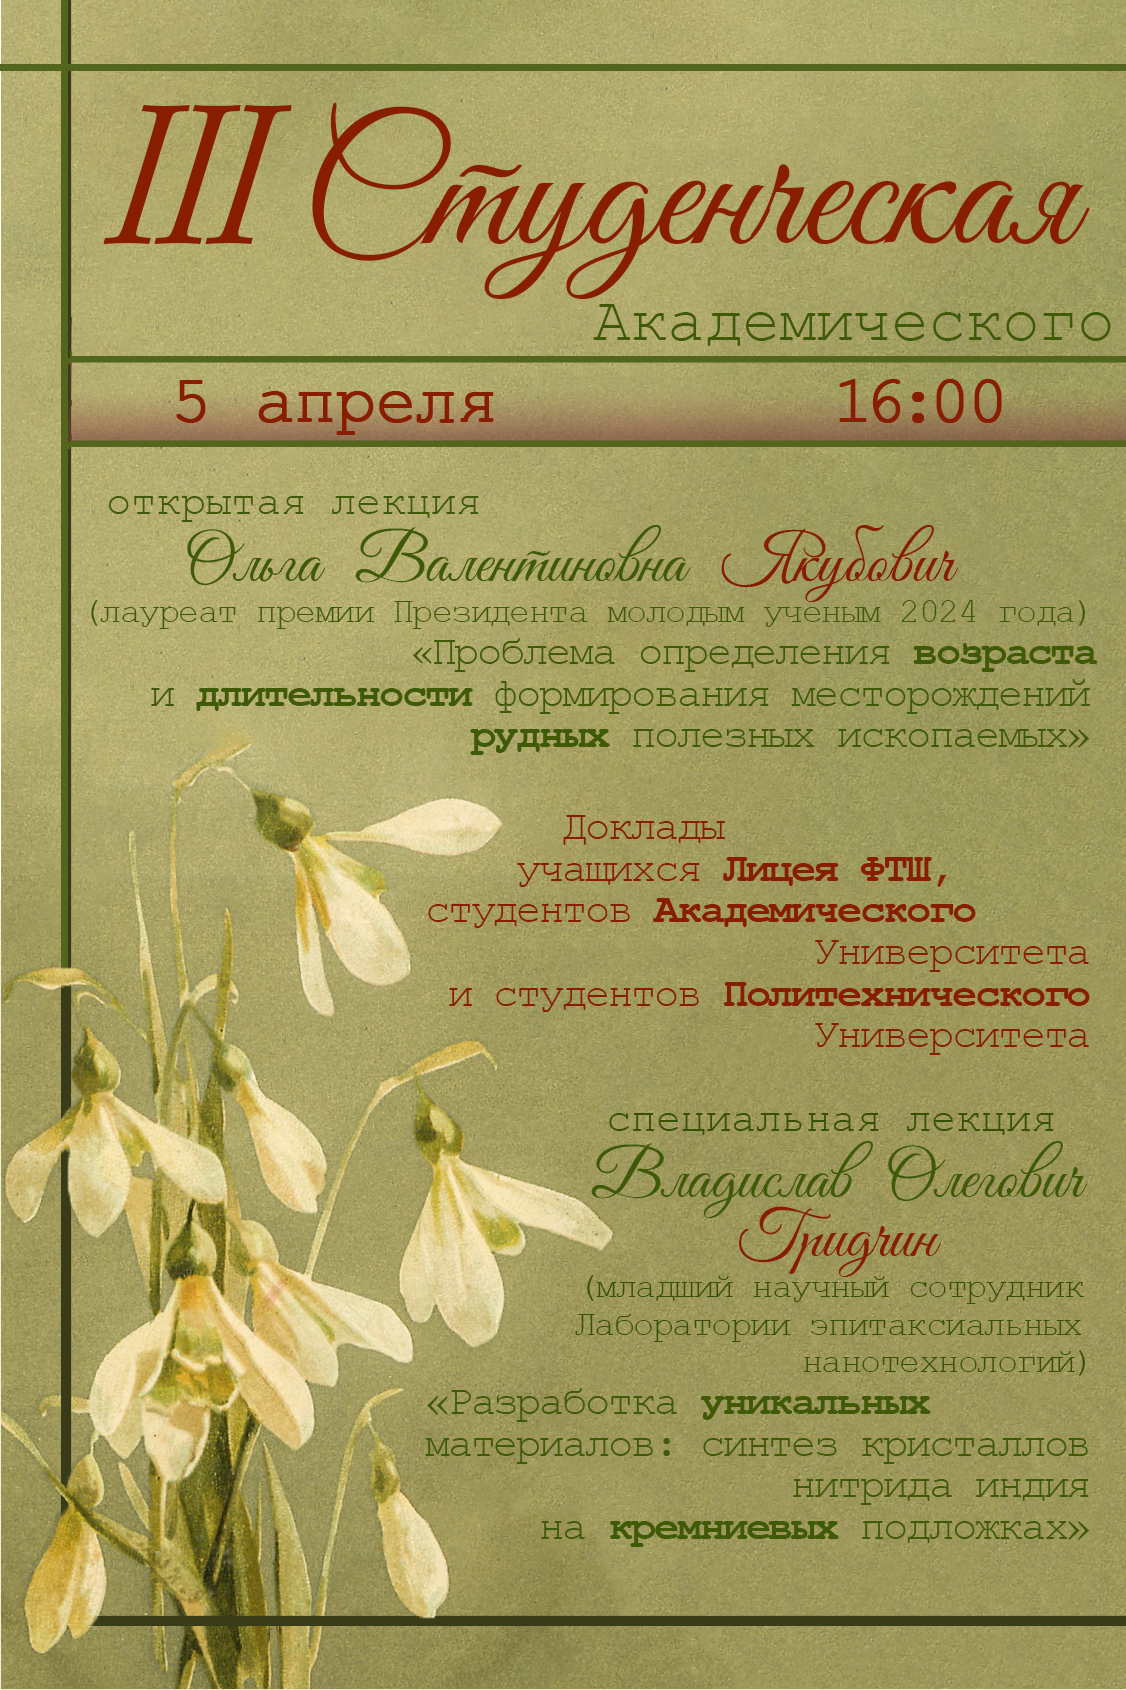 III Студенческая
Академического
5 апреля 16:00
открытая лекция
Ольга Валентиновна Якубович
(лауреат премии Президента молодым учёным 2024 года)
«Проблема определения возраста
и длительности формирования месторождений
рудных полезных ископаемых»
Доклады
учащихся Лицея ФТШ,
студентов Академического
Университета
и студентов Политехнического
Университета
специальная лекция
Владислав Олегович
Гридчин
(младший научный сотрудник
Лаборатории эпитаксиальных
нанотехнологий)
«Разработка уникальных
материалов: синтез кристаллов
нитрида индия
на кремниевых подложках»